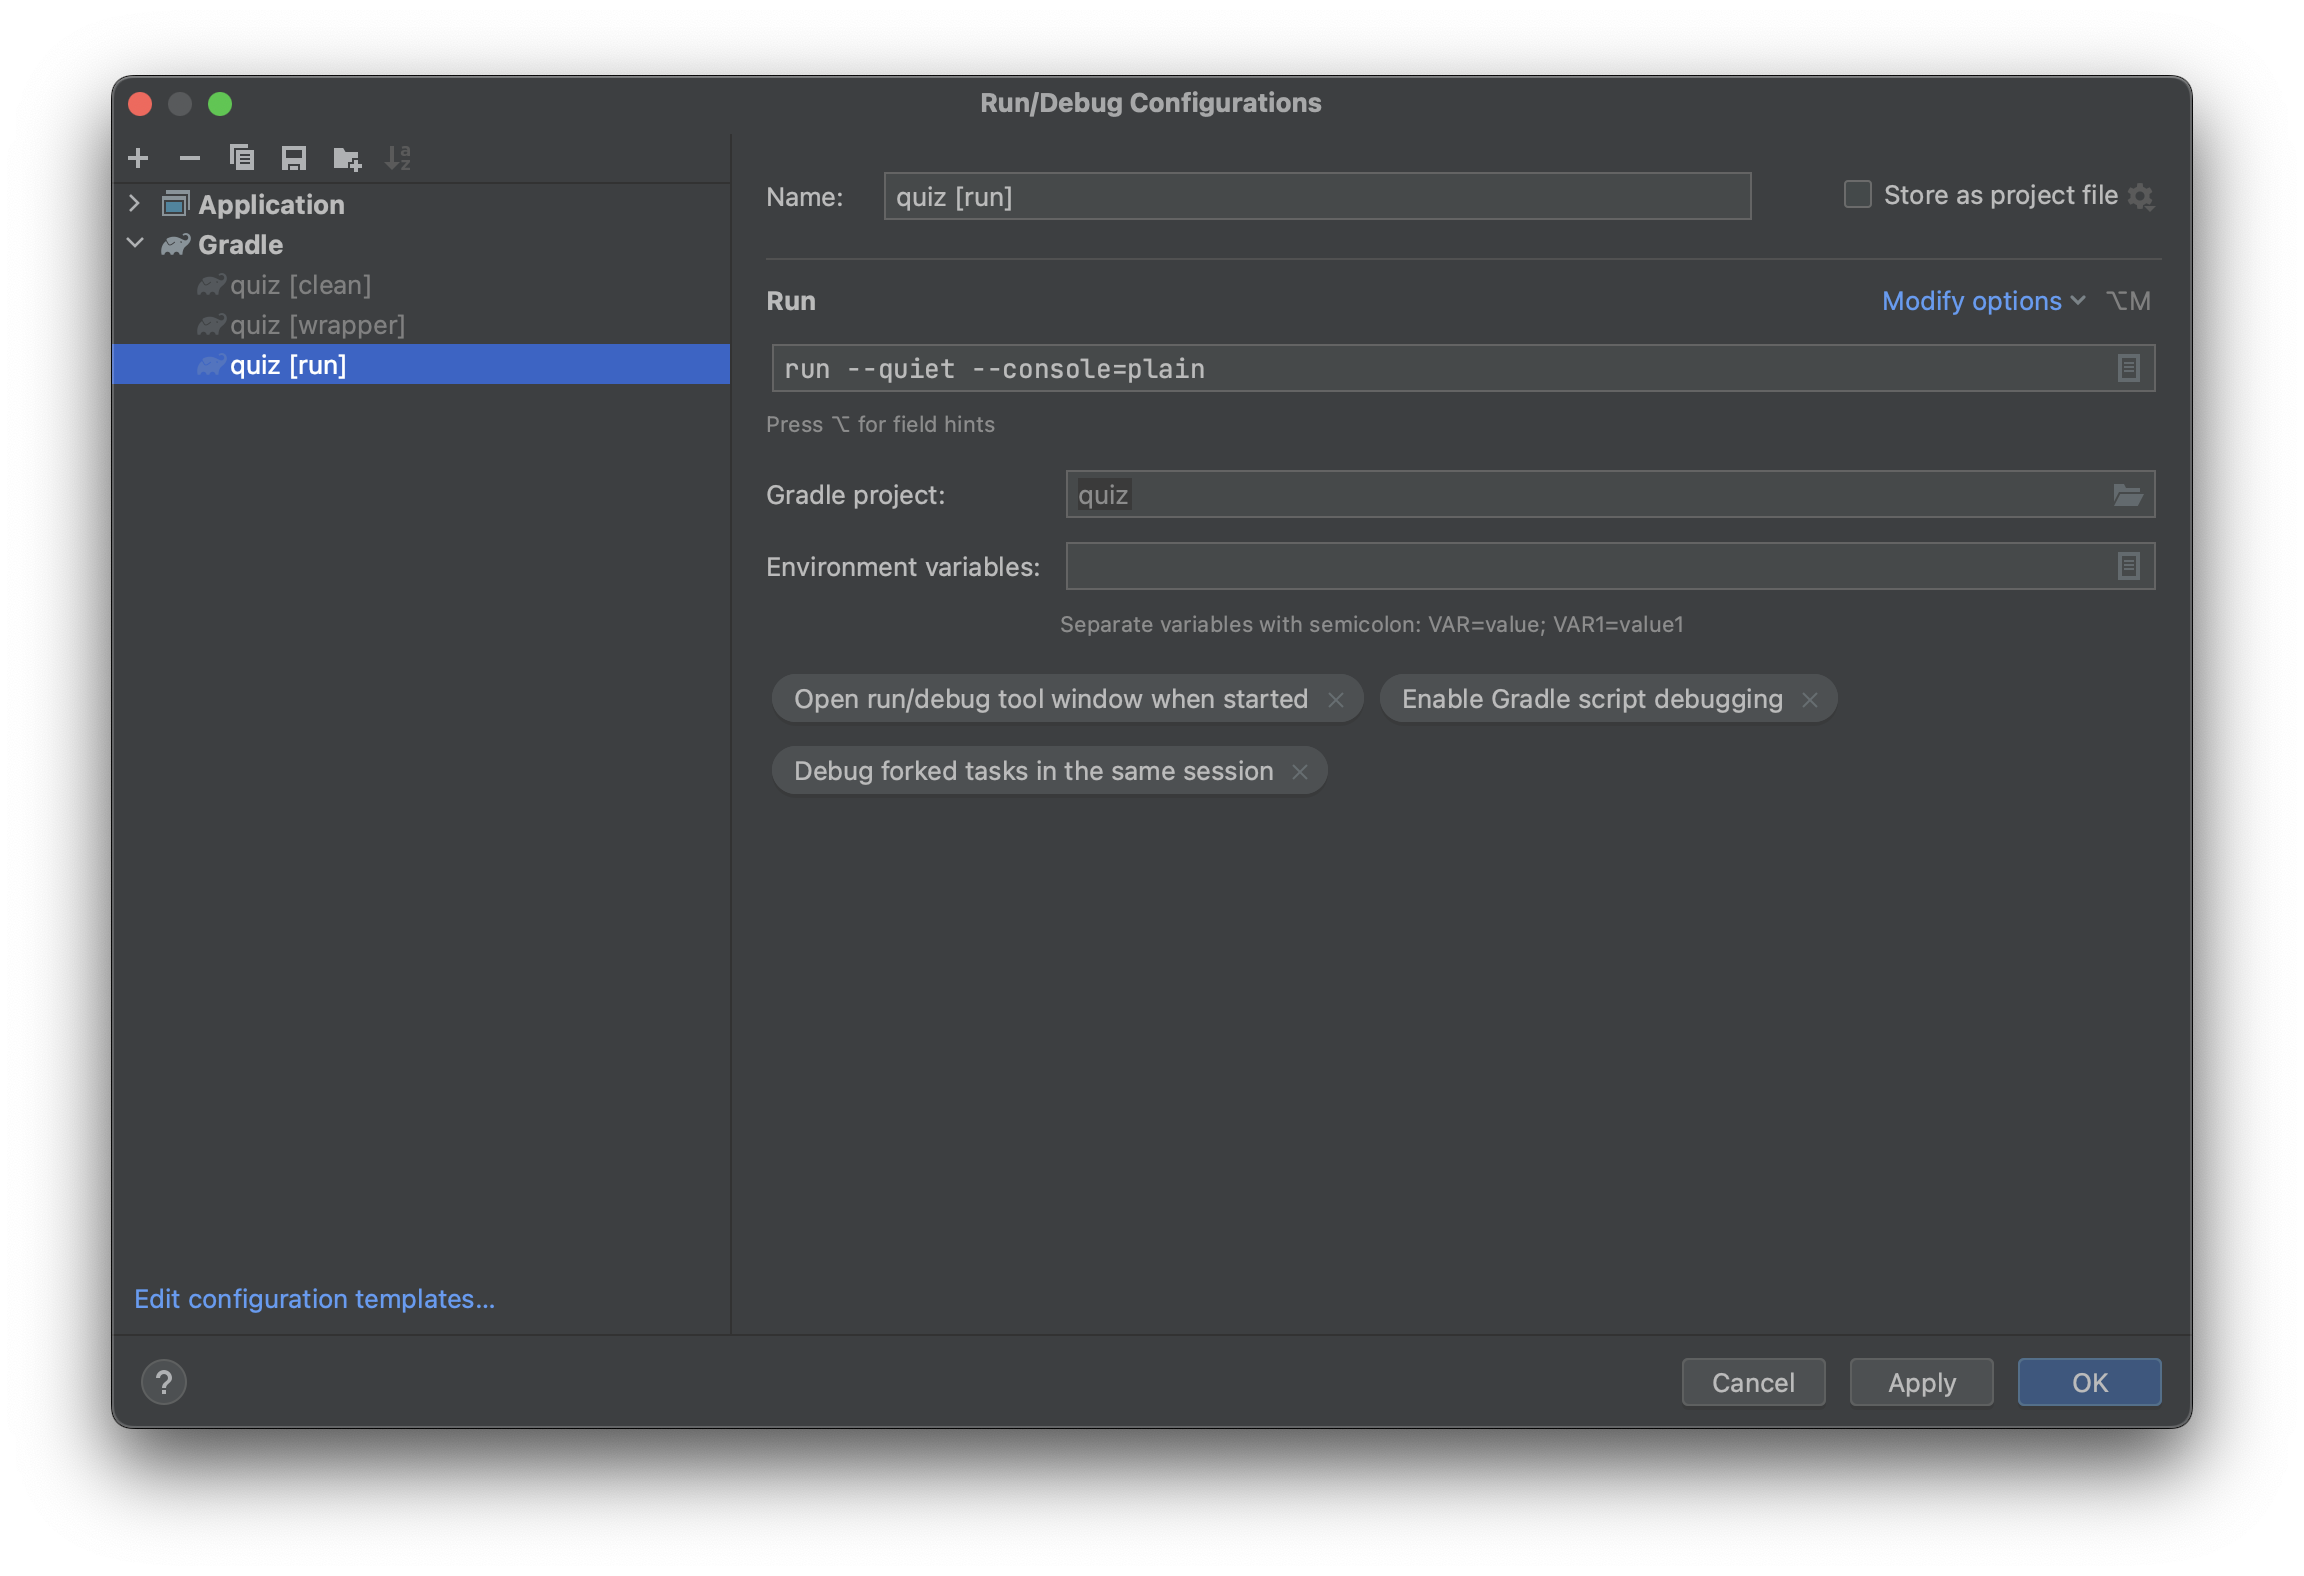 Run/Debug Configurations
Application
Gradle
quiz [clean]
quiz [wrapper]
quiz [run]
Edit configuration templates...
Name: quiz [run] Store as project file
Run Modify options ⌥M
run --quiet --console=plain
Press ⌥ for field hints
Gradle project: quiz
Environment variables:
Separate variables with semicolon: VAR=value; VAR1=value1
Open run/debug tool window when started × Enable Gradle script debugging ×
Debug forked tasks in the same session ×
? Cancel Apply OK